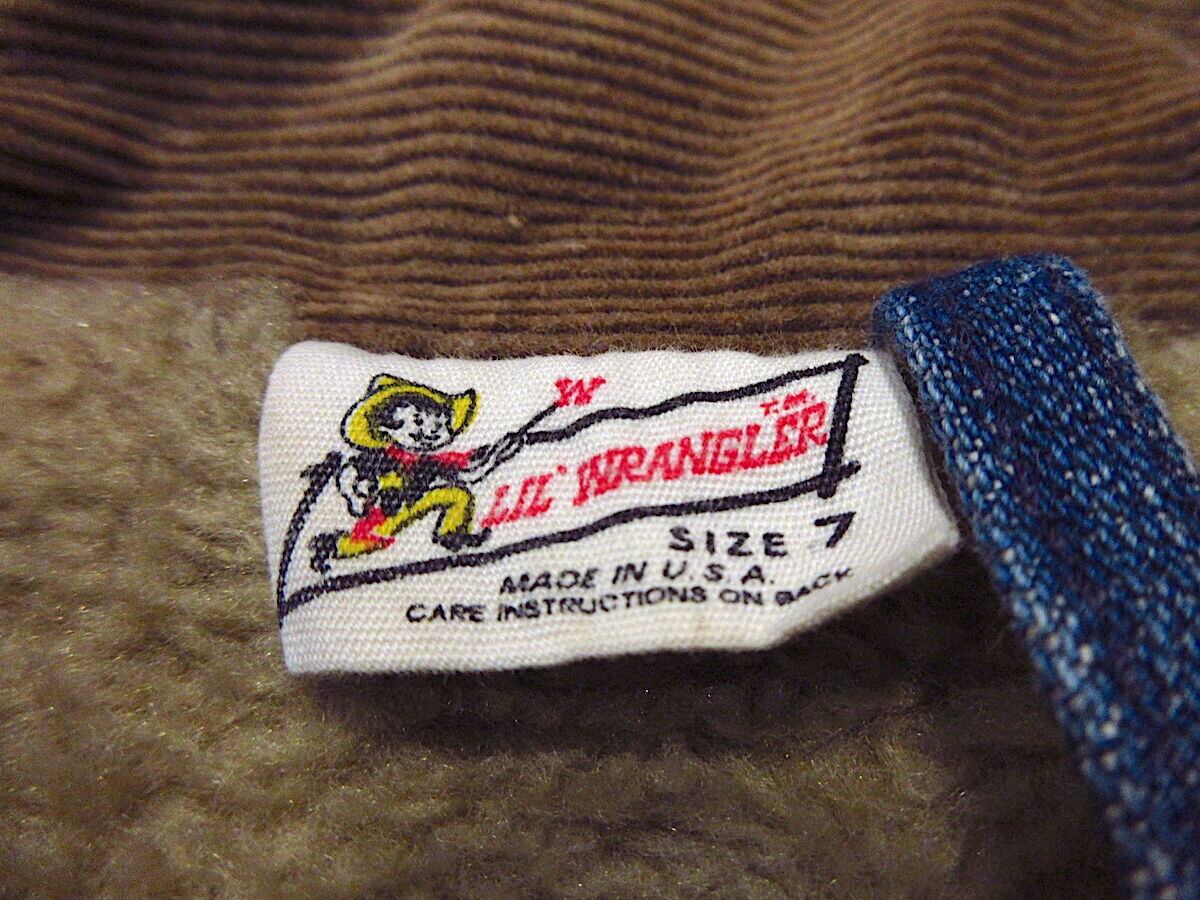 W
T.M.
LIL' WRANGLER
SIZE 7
MADE IN U.S.A.
CARE INSTRUCTIONS ON BACK